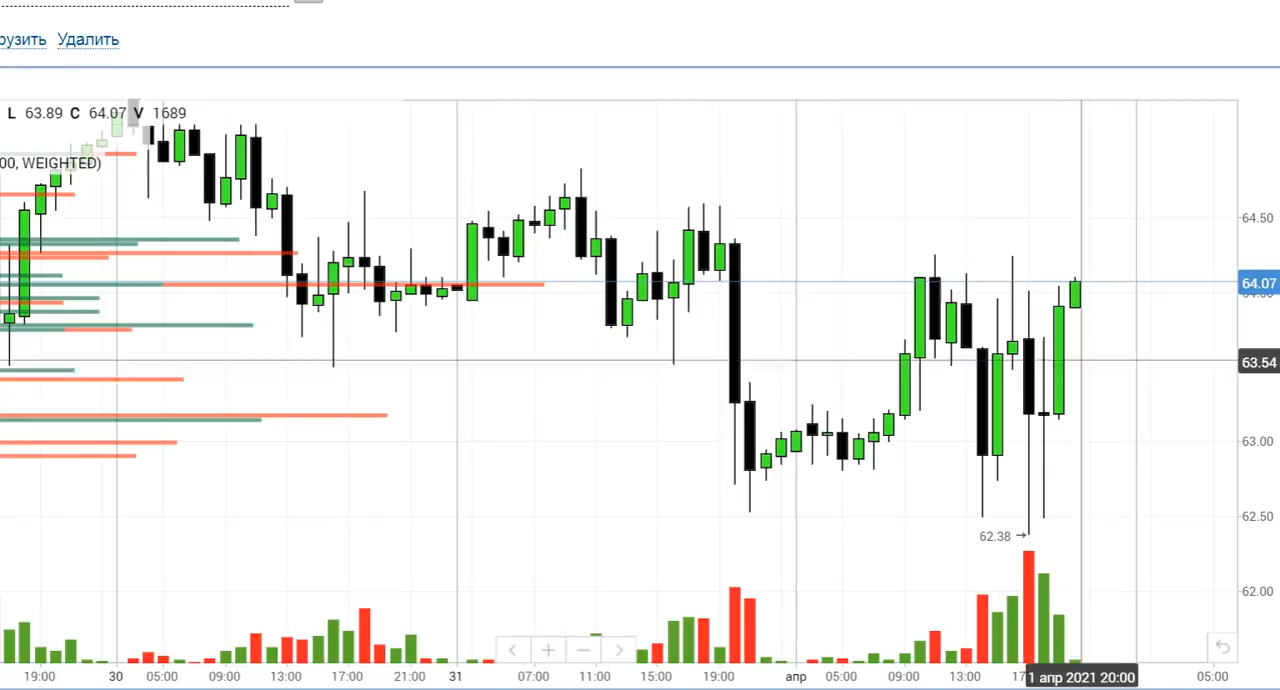 рузить Удалить
L 63.89 C 64.07 V 1689
00, WEIGHTED)
64.50
64.07
64.00
63.54
63.00
62.50
62.38 →
62.00
19:00 30 05:00 09:00 13:00 17:00 21:00 31 07:00 11:00 15:00 19:00 апр 05:00 09:00 13:00 17 1 апр 2021 20:00 05:00